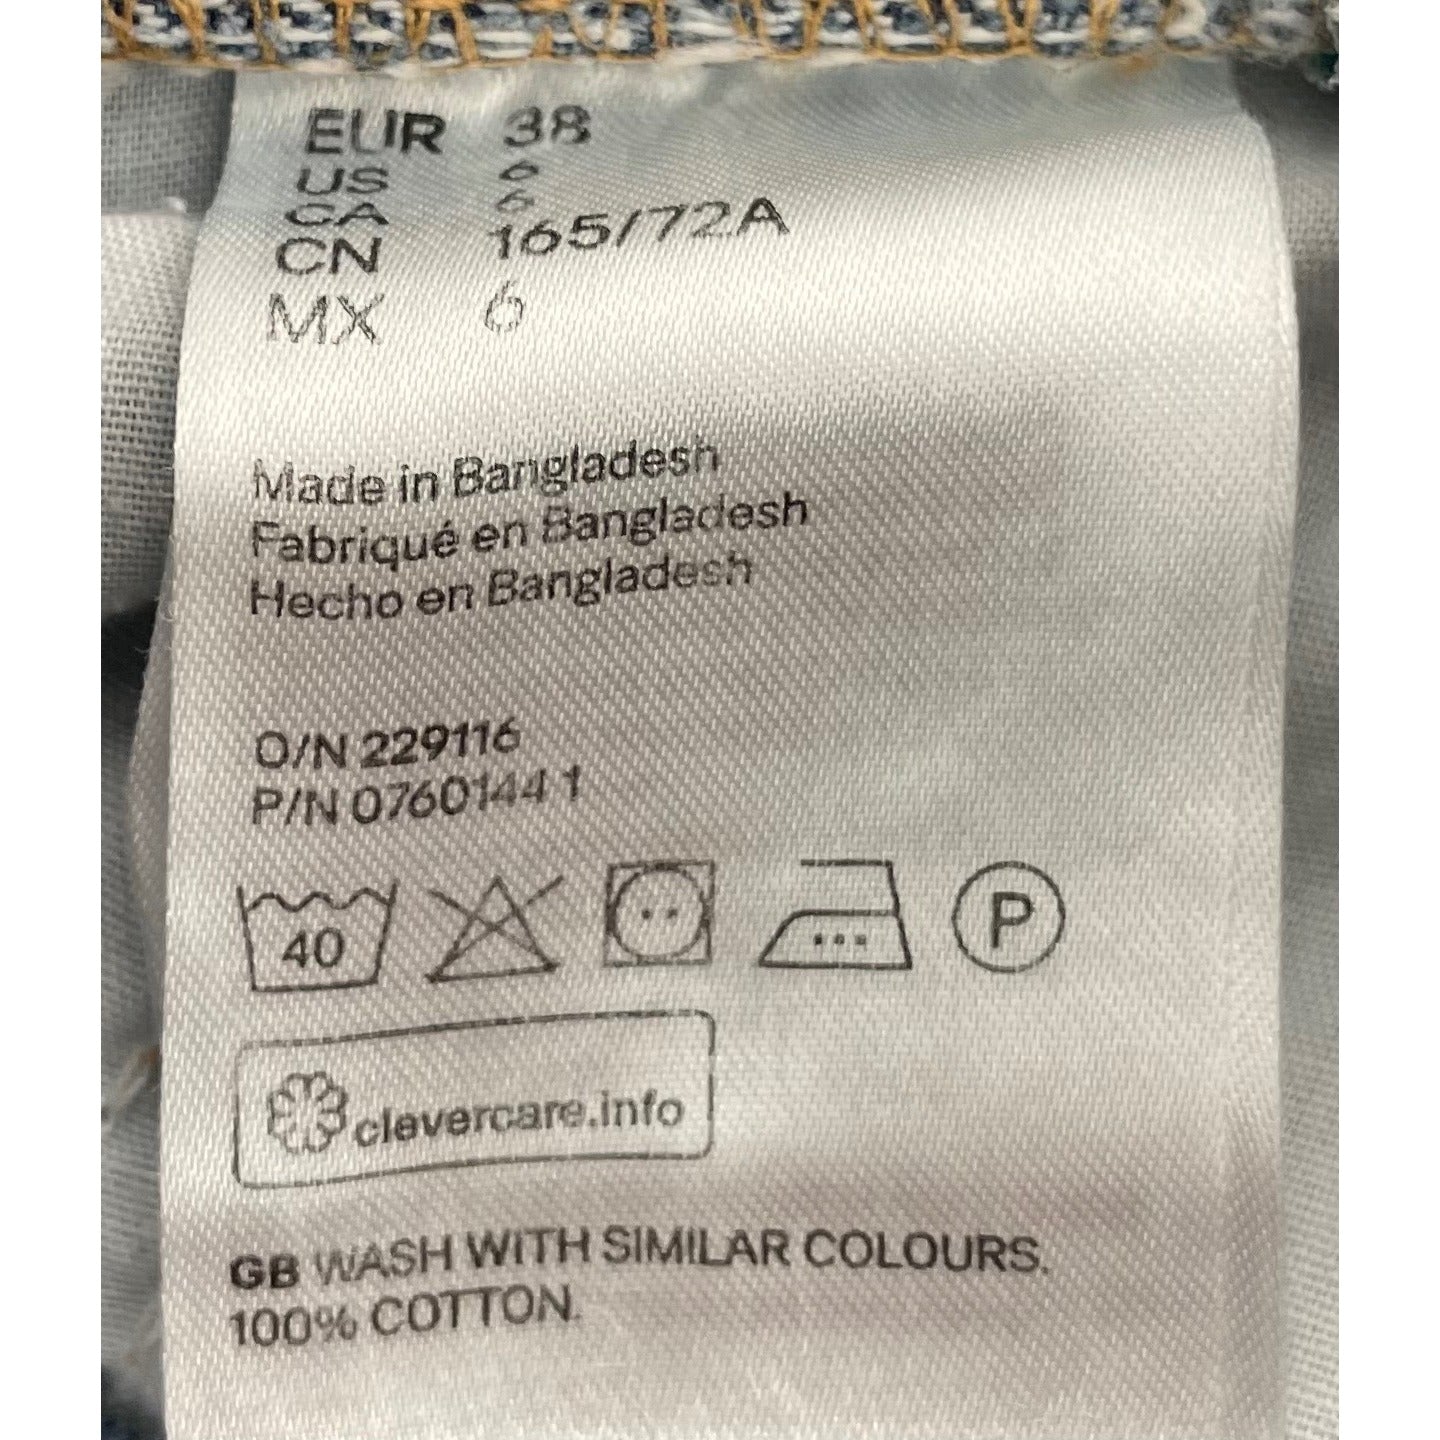 EUR 38
US 6
CA 6
CN 165/72A
MX 6
Made in Bangladesh
Fabriqué en Bangladesh
Hecho en Bangladesh
O/N 229116
P/N 0760144 1
40 P
clevercare.info
GB WASH WITH SIMILAR COLOURS.
100% COTTON.